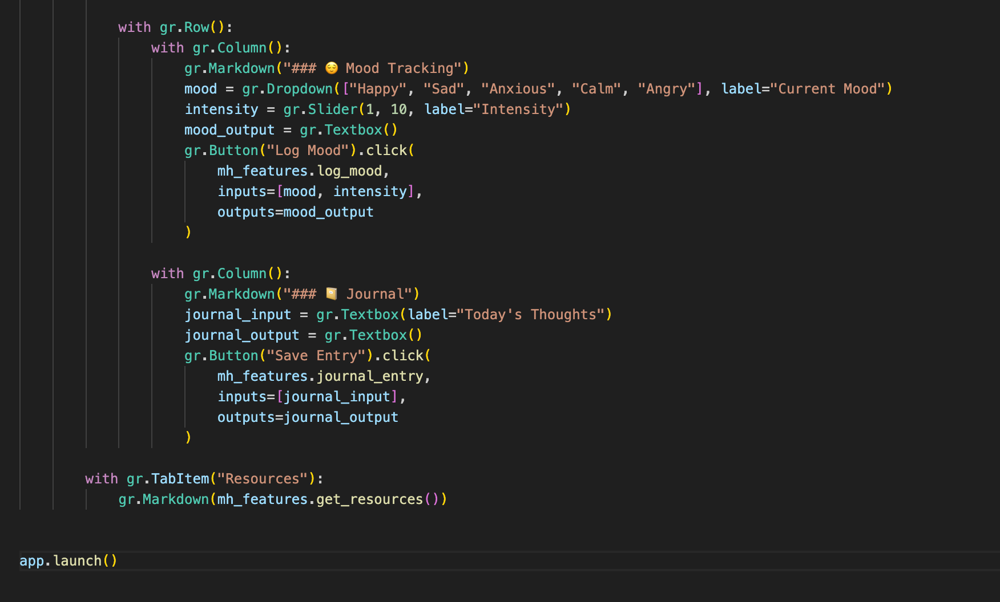 with gr.Row():
with gr.Column():
gr.Markdown("### 😌 Mood Tracking")
mood = gr.Dropdown(["Happy", "Sad", "Anxious", "Calm", "Angry"], label="Current Mood")
intensity = gr.Slider(1, 10, label="Intensity")
mood_output = gr.Textbox()
gr.Button("Log Mood").click(
mh_features.log_mood,
inputs=[mood, intensity],
outputs=mood_output
)
with gr.Column():
gr.Markdown("### 📔 Journal")
journal_input = gr.Textbox(label="Today's Thoughts")
journal_output = gr.Textbox()
gr.Button("Save Entry").click(
mh_features.journal_entry,
inputs=[journal_input],
outputs=journal_output
)
with gr.TabItem("Resources"):
gr.Markdown(mh_features.get_resources())
app.launch()